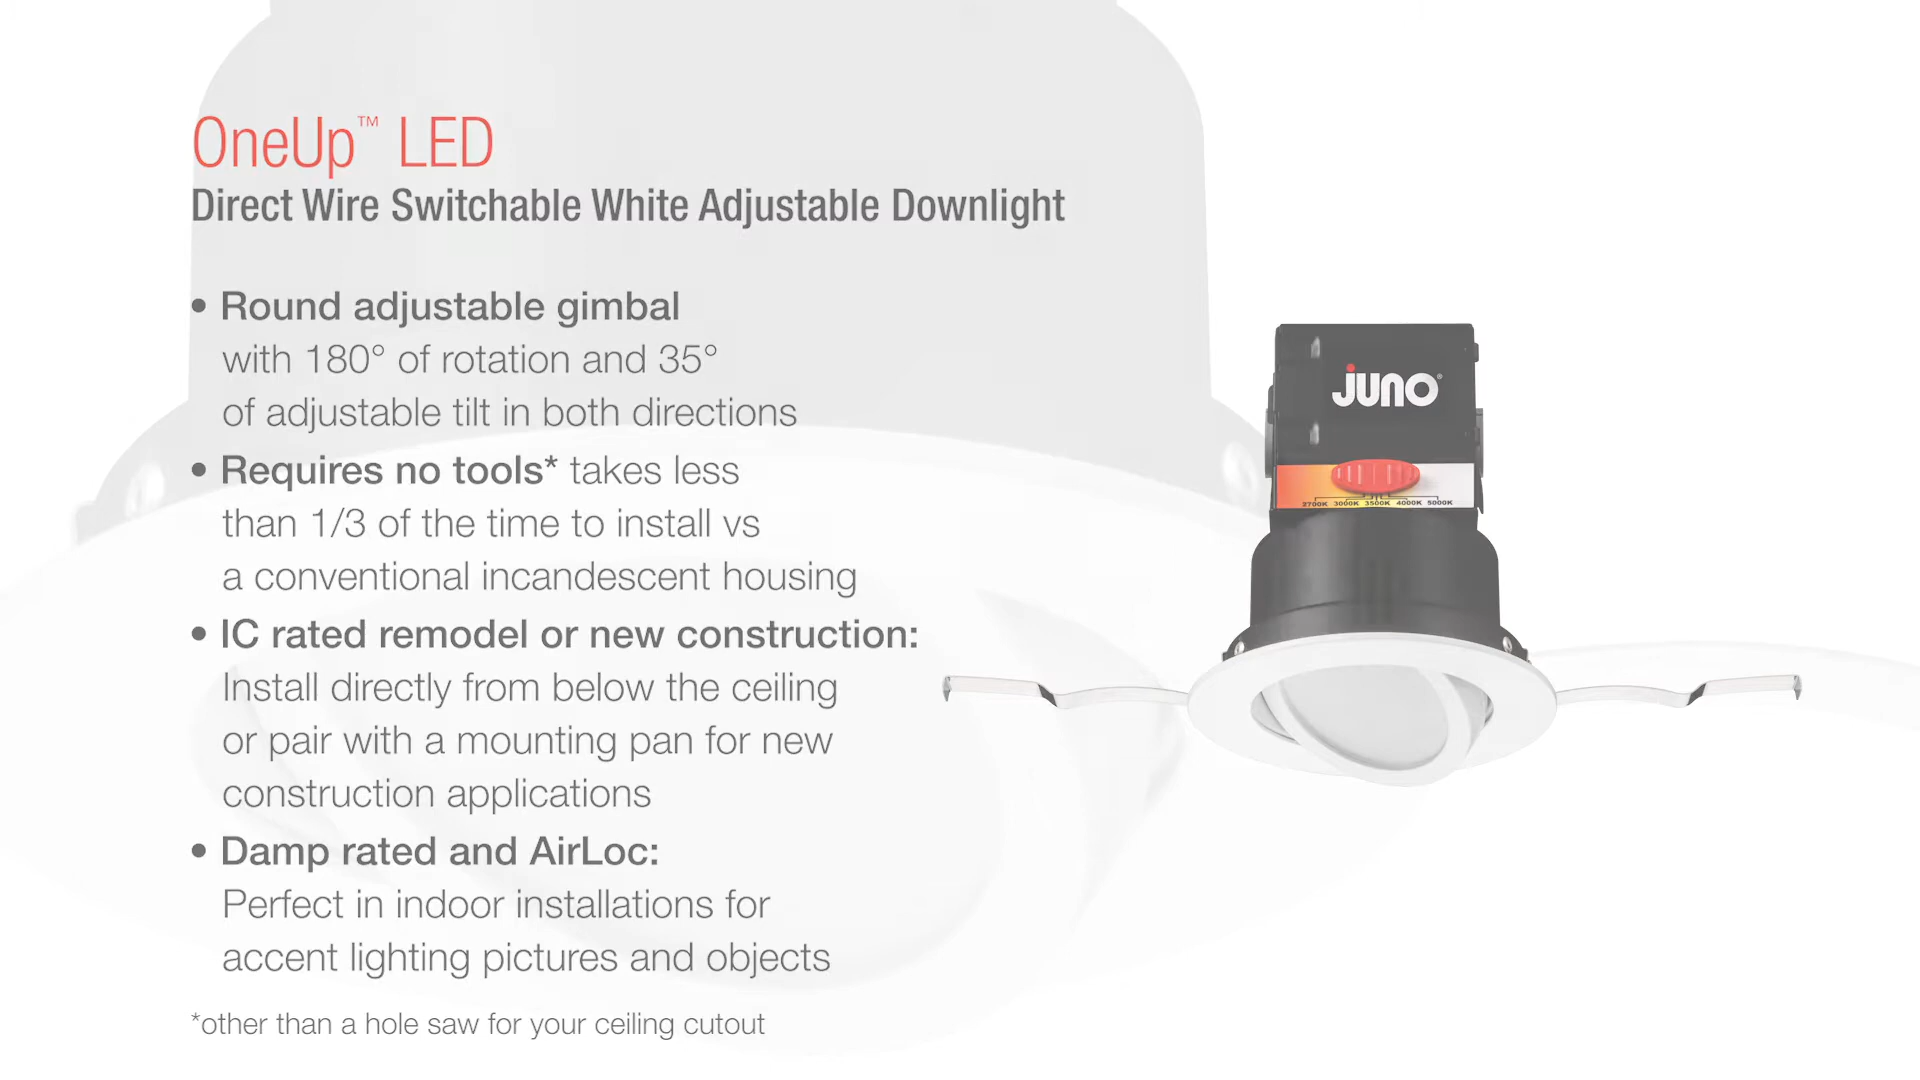 OneUp™ LED
Direct Wire Switchable White Adjustable Downlight
• Round adjustable gimbal
with 180° of rotation and 35°
of adjustable tilt in both directions
• Requires no tools* takes less
than 1/3 of the time to install vs
a conventional incandescent housing
• IC rated remodel or new construction:
Install directly from below the ceiling
or pair with a mounting pan for new
construction applications
• Damp rated and AirLoc:
Perfect in indoor installations for
accent lighting pictures and objects
*other than a hole saw for your ceiling cutout
juno®
2700K 3000K 3500K 4000K 5000K